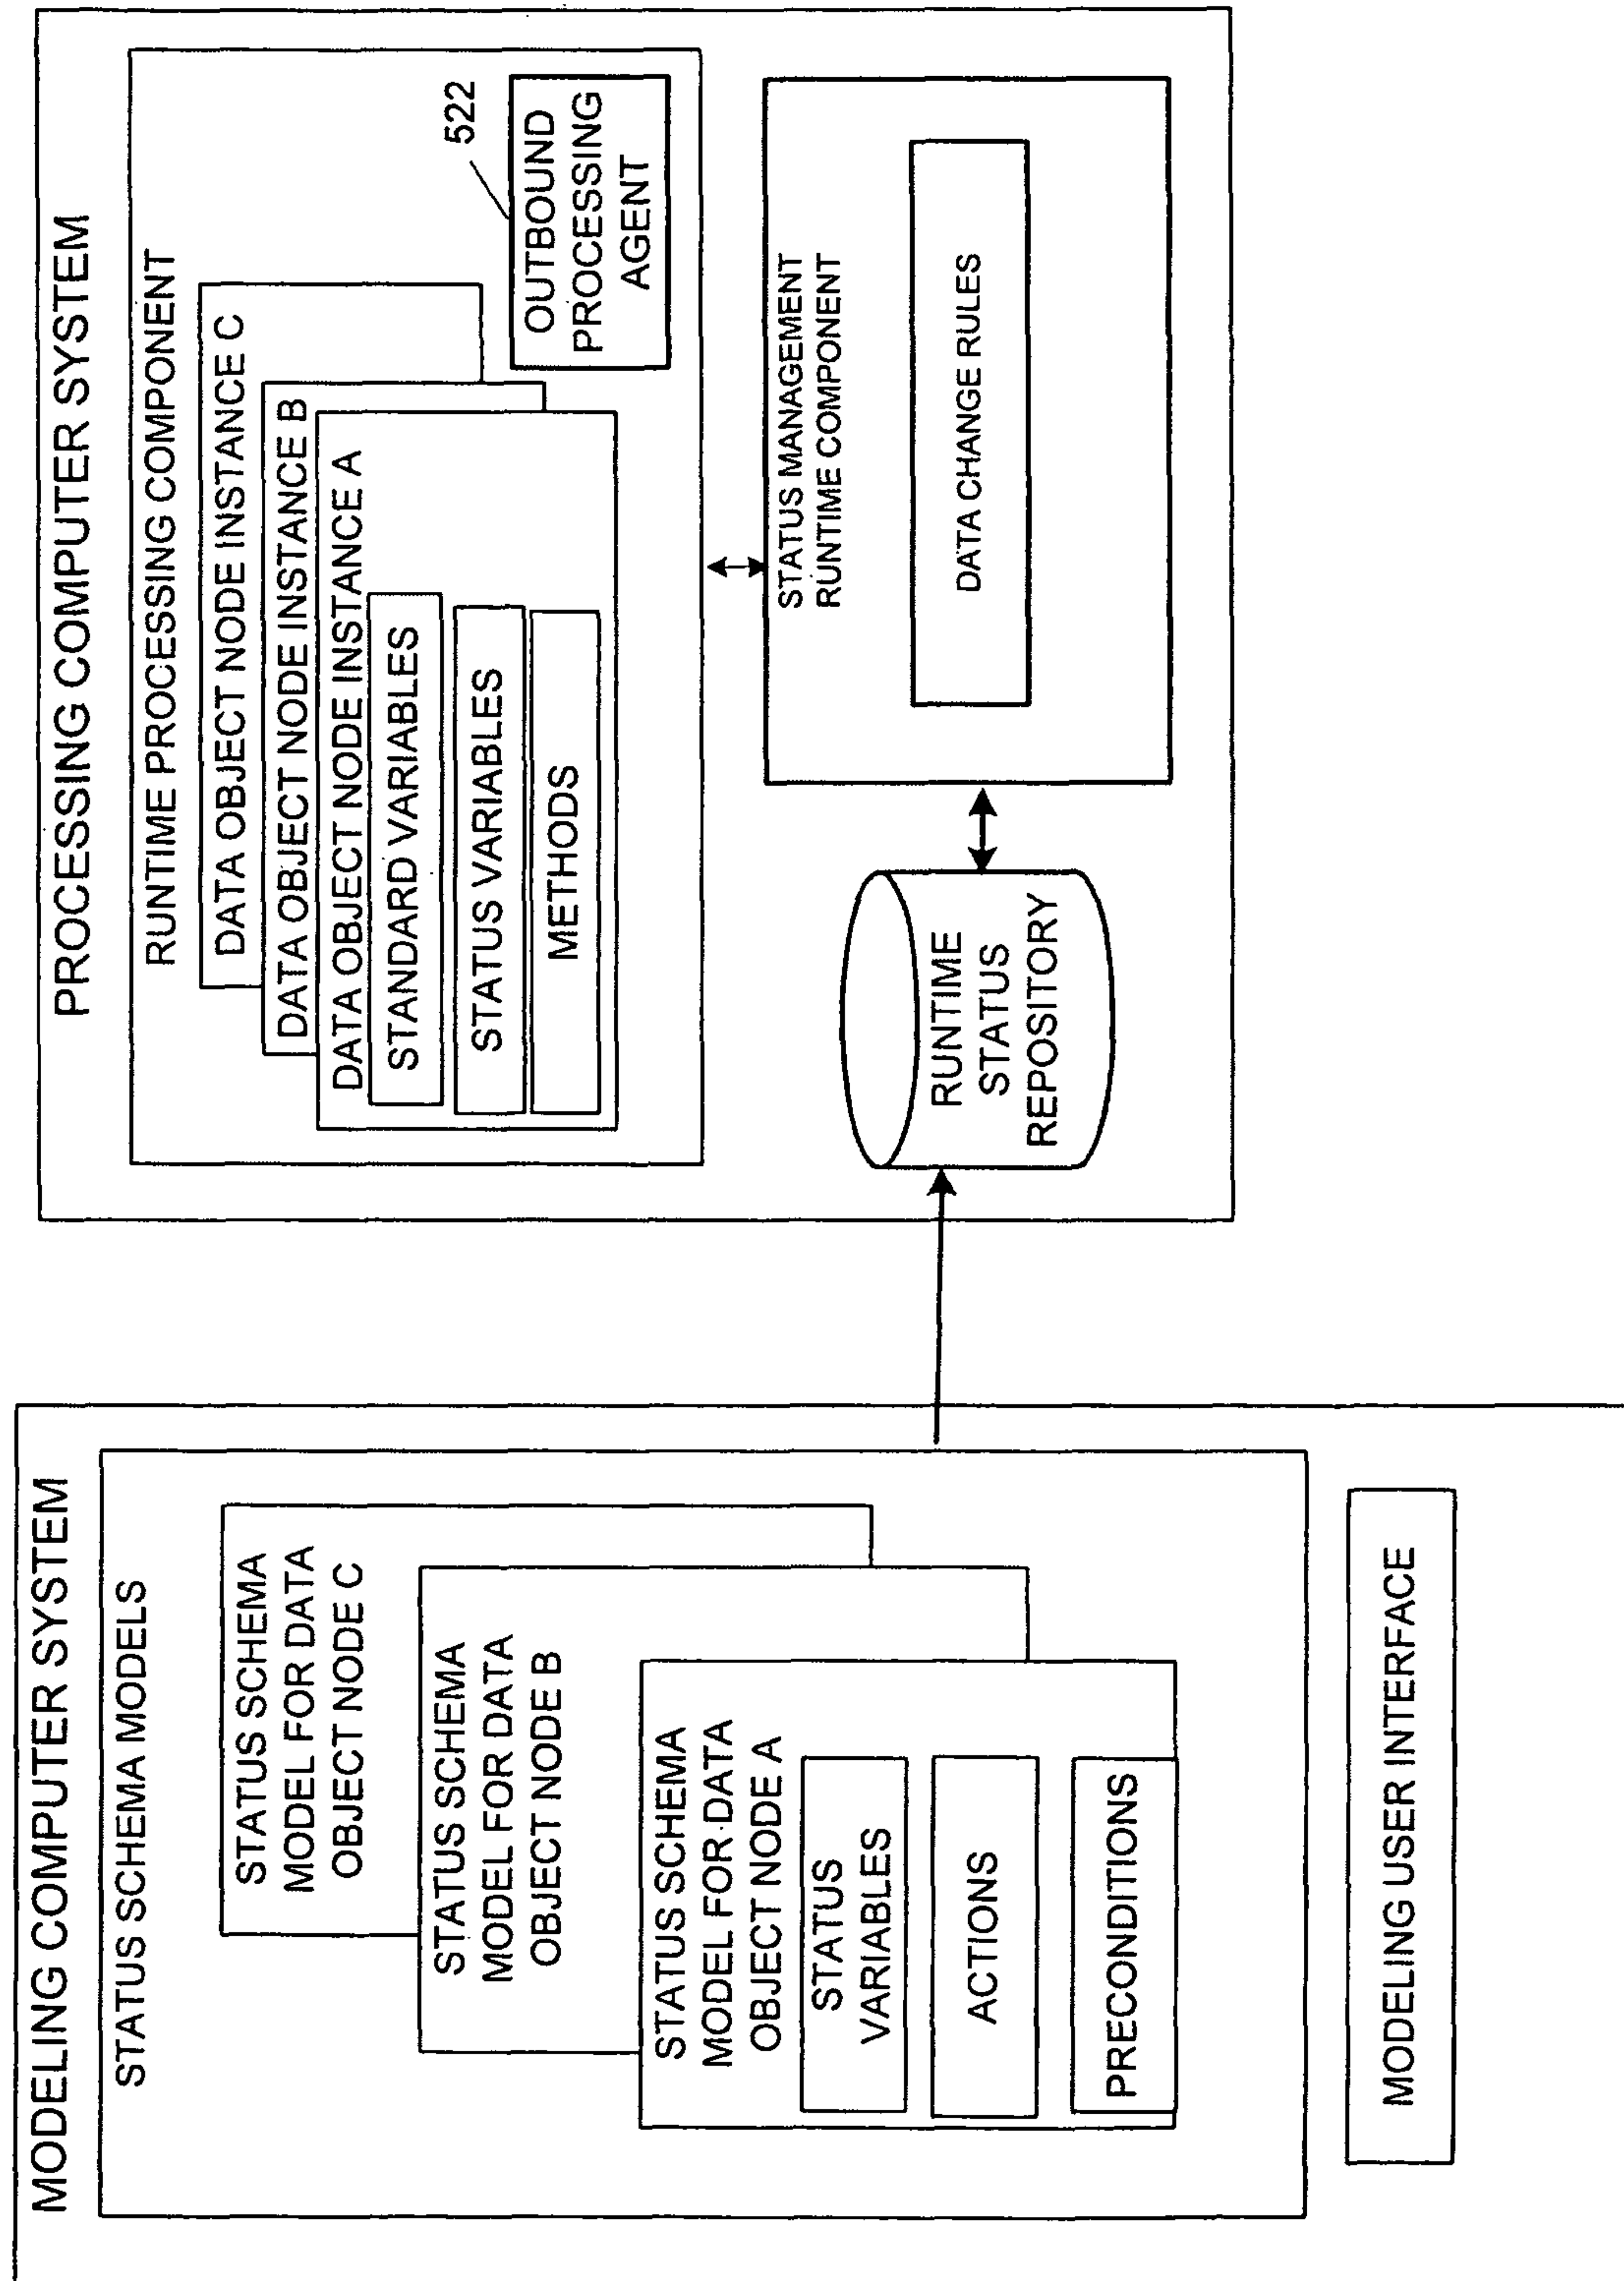 MODELING COMPUTER SYSTEM
STATUS SCHEMA MODELS
STATUS SCHEMA
MODEL FOR DATA
OBJECT NODE C
STATUS SCHEMA
MODEL FOR DATA
OBJECT NODE B
STATUS SCHEMA
MODEL FOR DATA
OBJECT NODE A
STATUS
VARIABLES
ACTIONS
PRECONDITIONS
MODELING USER INTERFACE
PROCESSING COMPUTER SYSTEM
RUNTIME PROCESSING COMPONENT
DATA OBJECT NODE INSTANCE C
DATA OBJECT NODE INSTANCE B
DATA OBJECT NODE INSTANCE A
STANDARD VARIABLES
STATUS VARIABLES
METHODS
522
OUTBOUND
PROCESSING
AGENT
STATUS MANAGEMENT
RUNTIME COMPONENT
DATA CHANGE RULES
RUNTIME
STATUS
REPOSITORY